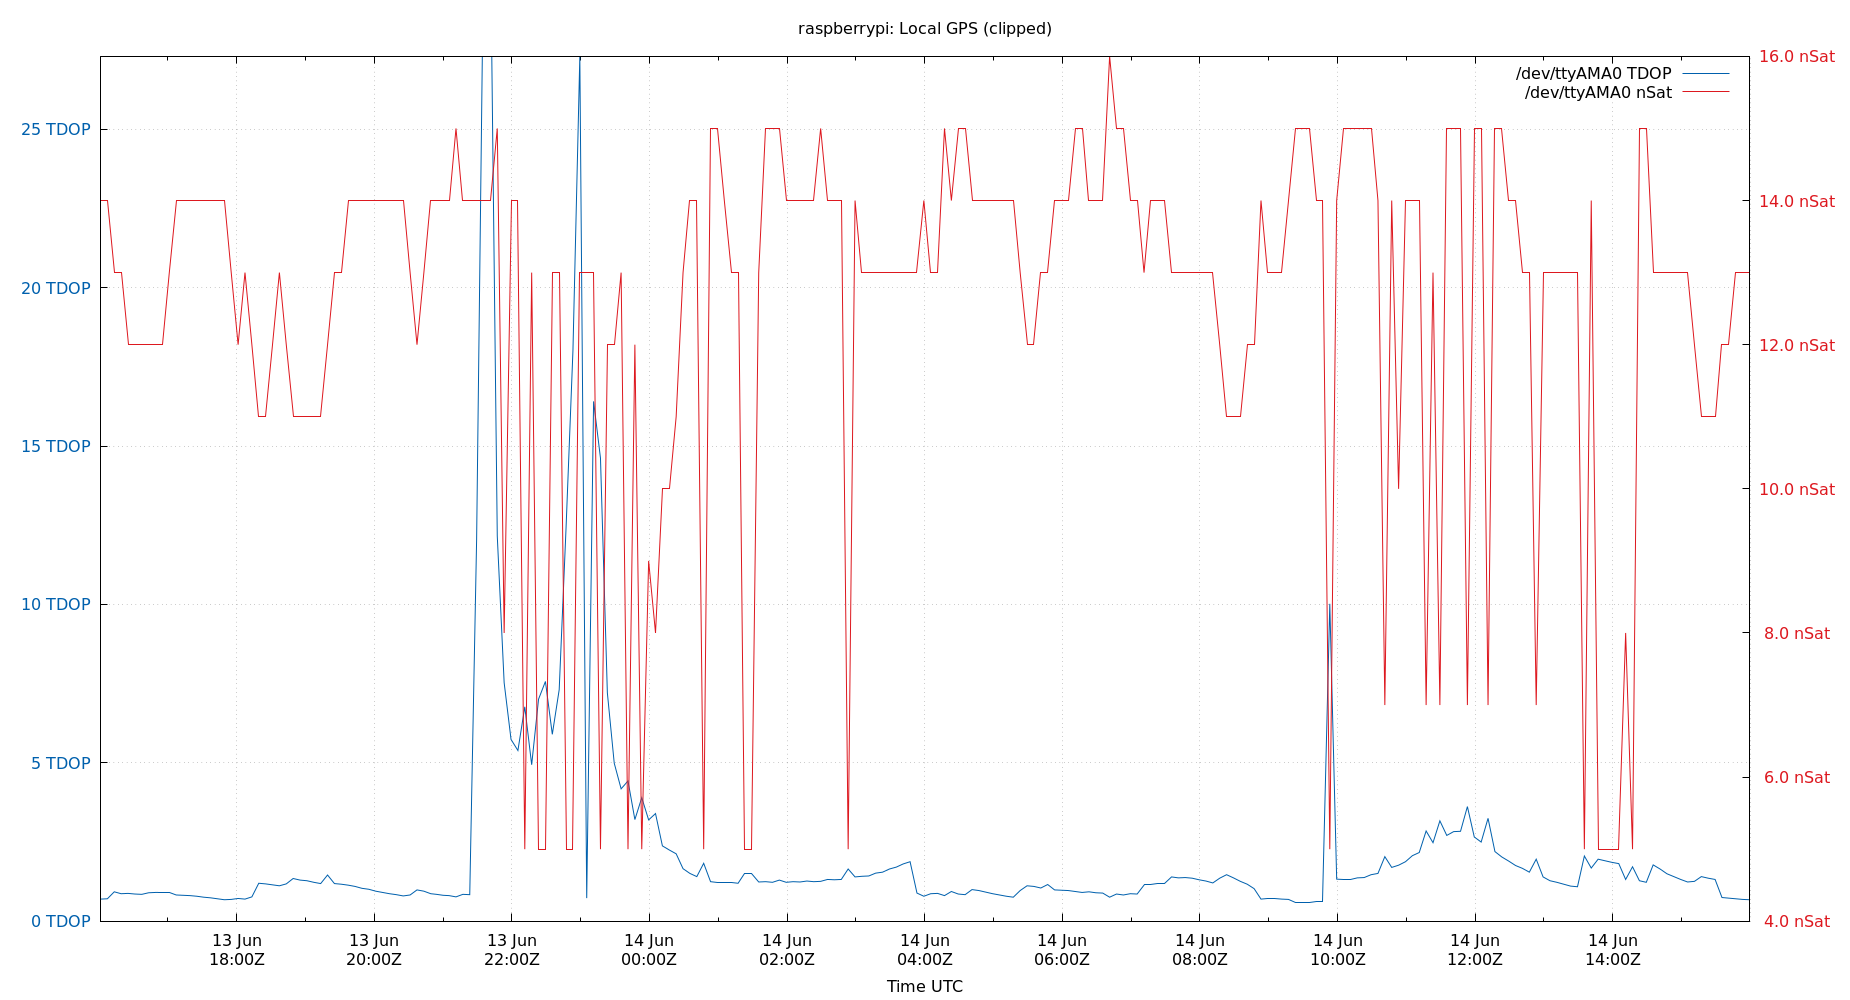 raspberrypi: Local GPS (clipped)
/dev/ttyAMA0 TDOP
/dev/ttyAMA0 nSat
25 TDOP
20 TDOP
15 TDOP
10 TDOP
5 TDOP
0 TDOP
16.0 nSat
14.0 nSat
12.0 nSat
10.0 nSat
8.0 nSat
6.0 nSat
4.0 nSat
13 Jun
18:00Z
13 Jun
20:00Z
13 Jun
22:00Z
14 Jun
00:00Z
14 Jun
02:00Z
14 Jun
04:00Z
14 Jun
06:00Z
14 Jun
08:00Z
14 Jun
10:00Z
14 Jun
12:00Z
14 Jun
14:00Z
Time UTC